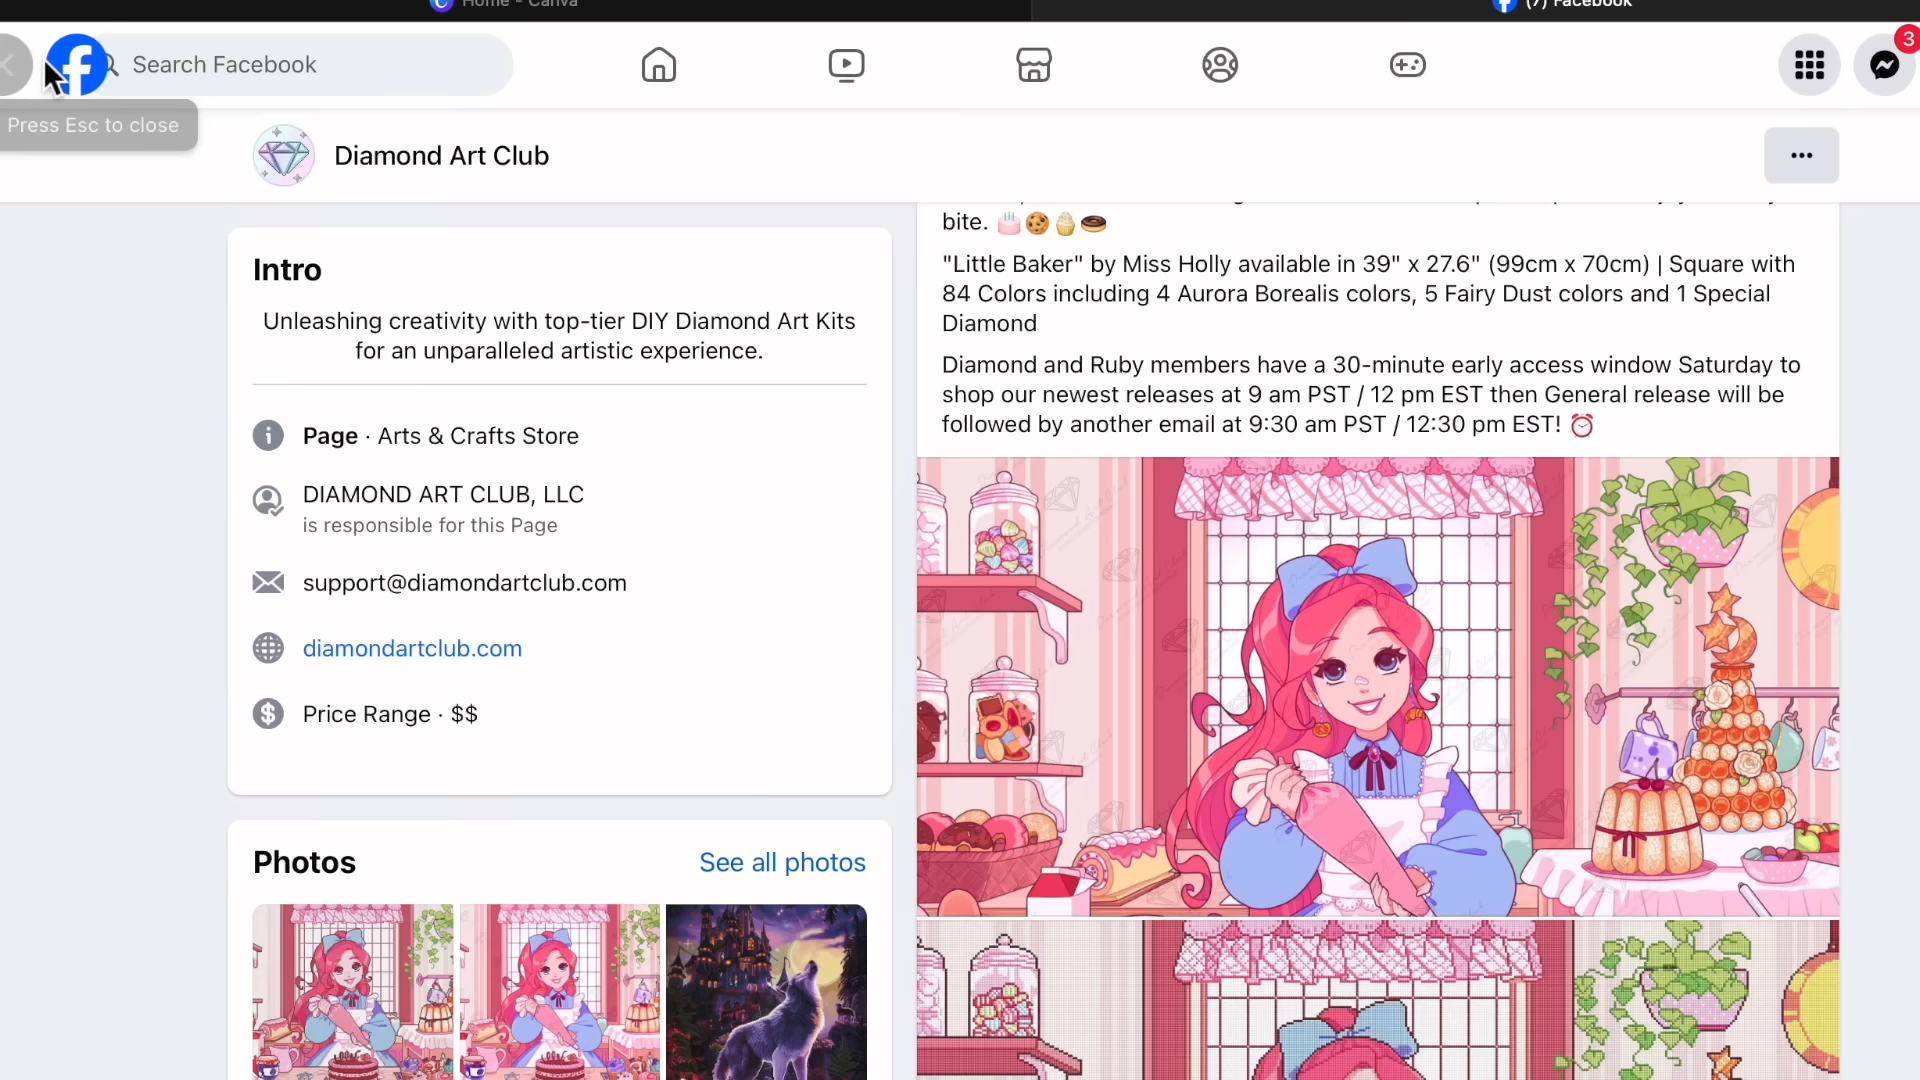 Home - Canva
(7) Facebook
Search Facebook
3
Press Esc to close
Diamond Art Club
Intro
Unleashing creativity with top-tier DIY Diamond Art Kits
for an unparalleled artistic experience.
Page · Arts & Crafts Store
DIAMOND ART CLUB, LLC
is responsible for this Page
support@diamondartclub.com
diamondartclub.com
Price Range · $$
Photos
See all photos
bite.
"Little Baker" by Miss Holly available in 39" x 27.6" (99cm x 70cm) | Square with
84 Colors including 4 Aurora Borealis colors, 5 Fairy Dust colors and 1 Special
Diamond
Diamond and Ruby members have a 30-minute early access window Saturday to
shop our newest releases at 9 am PST / 12 pm EST then General release will be
followed by another email at 9:30 am PST / 12:30 pm EST!